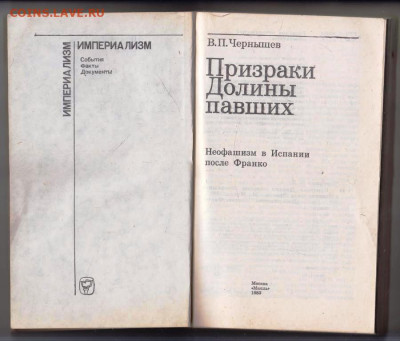 coins.lave.ru
ИМПЕРИАЛИЗМ
ИМПЕРИАЛИЗМ
События
Факты
Документы
В.П.Чернышев
Призраки
Долины
павших
Неофашизм в Испании
после Франко
Москва
«Мысль»